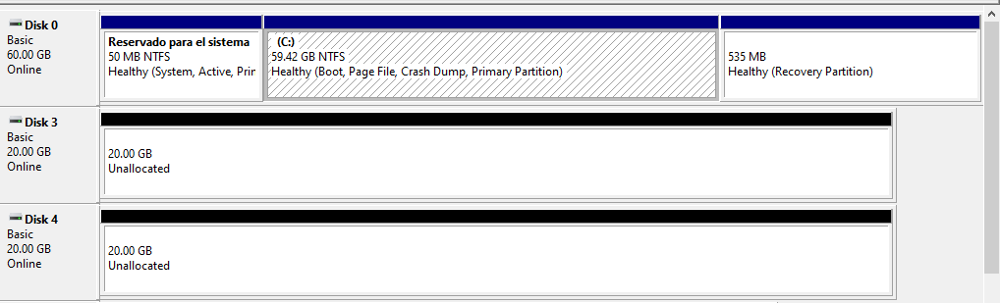 Disk 0
Basic
60.00 GB
Online
Reservado para el sistema
50 MB NTFS
Healthy (System, Active, Prir
(C:)
59.42 GB NTFS
Healthy (Boot, Page File, Crash Dump, Primary Partition)
535 MB
Healthy (Recovery Partition)
Disk 3
Basic
20.00 GB
Online
20.00 GB
Unallocated
Disk 4
Basic
20.00 GB
Online
20.00 GB
Unallocated